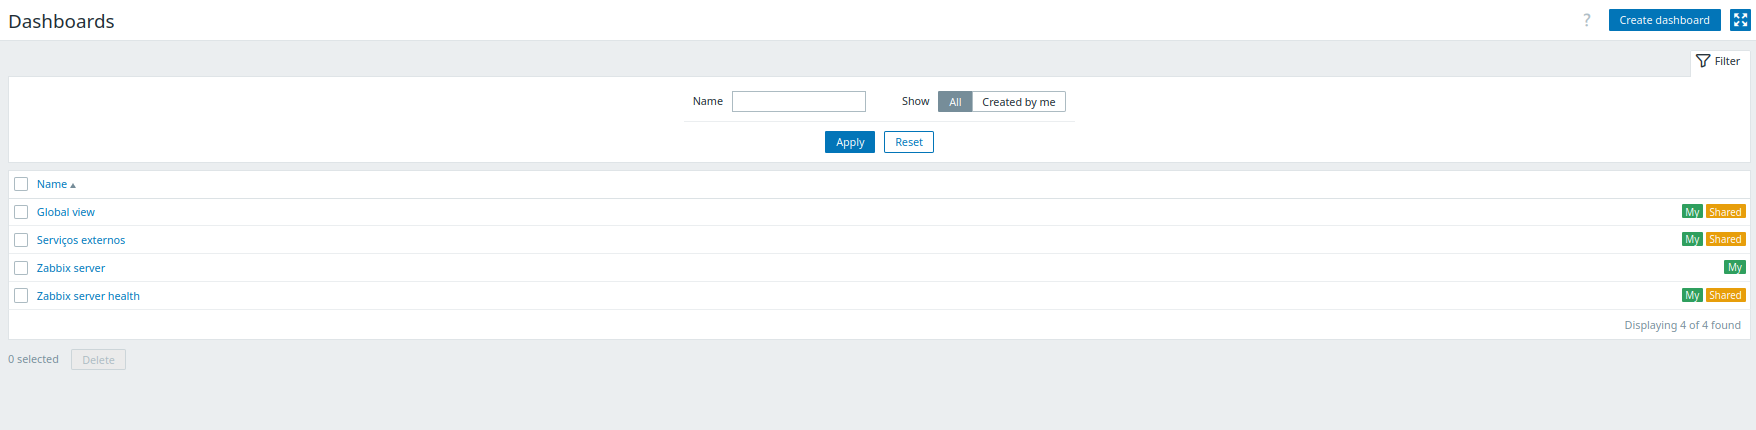 Dashboards
? Create dashboard
Filter
Name Show All Created by me
Apply Reset
Name ▲
Global view My Shared
Serviços externos My Shared
Zabbix server My
Zabbix server health My Shared
Displaying 4 of 4 found
0 selected Delete